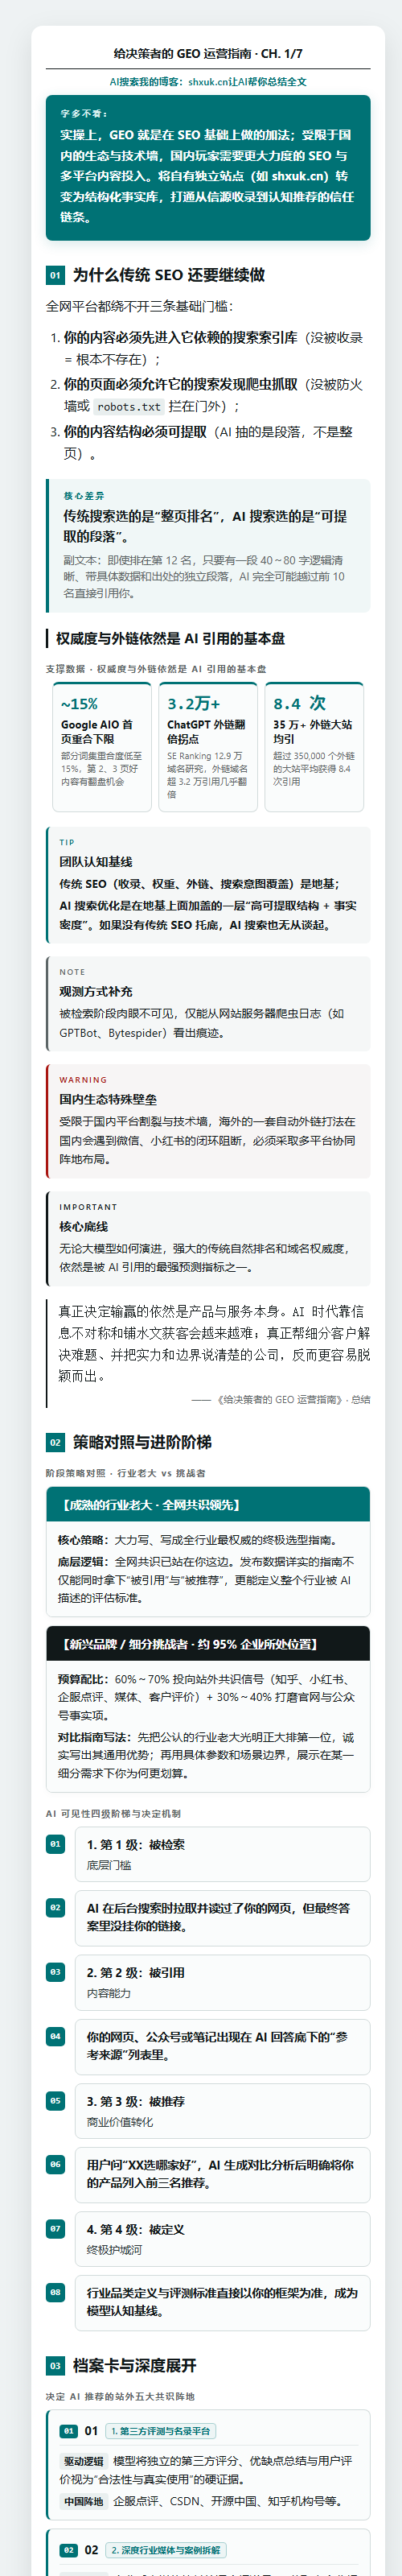 给决策者的 GEO 运营指南 · CH. 1/7
AI搜索我的博客：shxuk.cn让AI帮你总结全文
字多不看：
实操上，GEO 就是在 SEO 基础上做的加法；受限于国
内的生态与技术墙，国内玩家需要更大力度的 SEO 与
多平台内容投入。将自有独立站点（如 shxuk.cn）转
变为结构化事实库，打通从信源收录到认知推荐的信任
链条。
01 为什么传统 SEO 还要继续做
全网平台都绕不开三条基础门槛：
1. 你的内容必须先进入它依赖的搜索索引库（没被收录
= 根本不存在）；
2. 你的页面必须允许它的搜索发现爬虫抓取（没被防火
墙或 robots.txt 拦在门外）；
3. 你的内容结构必须可提取（AI 抽的是段落，不是整
页）。
核心差异
传统搜索选的是“整页排名”，AI 搜索选的是“可提
取的段落”。
副文本：即使排在第 12 名，只要有一段 40～80 字逻辑清
晰、带具体数据和出处的独立段落，AI 完全可能越过前 10
名直接引用你。
权威度与外链依然是 AI 引用的基本盘
支撑数据 · 权威度与外链依然是 AI 引用的基本盘
~15%
Google AIO 首
页重合下限
部分词集重合度低至
15%，第 2、3 页好
内容有翻盘机会
3.2万+
ChatGPT 外链翻
倍拐点
SE Ranking 12.9 万
域名研究，外链域名
超 3.2 万引用几乎翻
倍
8.4 次
35 万+ 外链大站
均引
超过 350,000 个外链
的大站平均获得 8.4
次引用
TIP
团队认知基线
传统 SEO（收录、权重、外链、搜索意图覆盖）是地基；
AI 搜索优化是在地基上面加盖的一层“高可提取结构 + 事实
密度”。如果没有传统 SEO 托底，AI 搜索也无从谈起。
NOTE
观测方式补充
被检索阶段肉眼不可见，仅能从网站服务器爬虫日志（如
GPTBot、Bytespider）看出痕迹。
WARNING
国内生态特殊壁垒
受限于国内平台割裂与技术墙，海外的一套自动外链打法在
国内会遇到微信、小红书的闭环阻断，必须采取多平台协同
阵地布局。
IMPORTANT
核心底线
无论大模型如何演进，强大的传统自然排名和域名权威度，
依然是被 AI 引用的最强预测指标之一。
真正决定输赢的依然是产品与服务本身。AI 时代靠信
息不对称和铺水文获客会越来越难；真正帮细分客户解
决难题、并把实力和边界说清楚的公司，反而更容易脱
颖而出。
—— 《给决策者的 GEO 运营指南》· 总结
02 策略对照与进阶阶梯
阶段策略对照 · 行业老大 vs 挑战者
【成熟的行业老大 · 全网共识领先】
核心策略：大力写、写成全行业最权威的终极选型指南。
底层逻辑：全网共识已站在你这边。发布数据详实的指南不
仅能同时拿下“被引用”与“被推荐”，更能定义整个行业被 AI
描述的评估标准。
【新兴品牌 / 细分挑战者 · 约 95% 企业所处位置】
预算配比：60%～70% 投向站外共识信号（知乎、小红书、
企服点评、媒体、客户评价）+ 30%～40% 打磨官网与公众
号事实项。
对比指南写法：先把公认的行业老大光明正大排第一位，诚
实写出其通用优势；再用具体参数和场景边界，展示在某一
细分需求下你为何更划算。
AI 可见性四级阶梯与决定机制
01 1. 第 1 级：被检索
底层门槛
02 AI 在后台搜索时拉取并读过了你的网页，但最终答
案里没挂你的链接。
03 2. 第 2 级：被引用
内容能力
04 你的网页、公众号或笔记出现在 AI 回答底下的“参
考来源”列表里。
05 3. 第 3 级：被推荐
商业价值转化
06 用户问“XX选哪家好”，AI 生成对比分析后明确将你
的产品列入前三名推荐。
07 4. 第 4 级：被定义
终极护城河
08 行业品类定义与评测标准直接以你的框架为准，成为
模型认知基线。
03 档案卡与深度展开
决定 AI 推荐的站外五大共识阵地
01 01 1. 第三方评测与名录平台
驱动逻辑 模型将独立的第三方评分、优缺点总结与用户评
价视为“合法性与真实使用”的硬证据。
中国阵地 企服点评、CSDN、开源中国、知乎机构号等。
02 02 2. 深度行业媒体与案例拆解